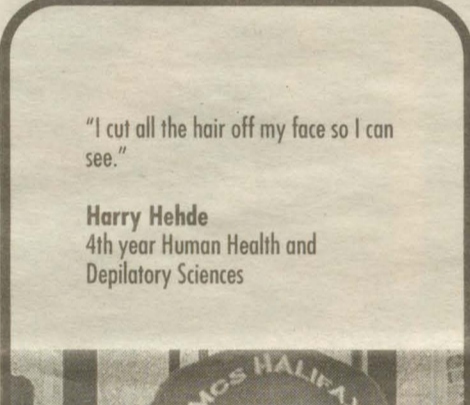 "I cut all the hair off my face so I can
see."
Harry Hehde
4th year Human Health and
Depilatory Sciences
HALIFAX